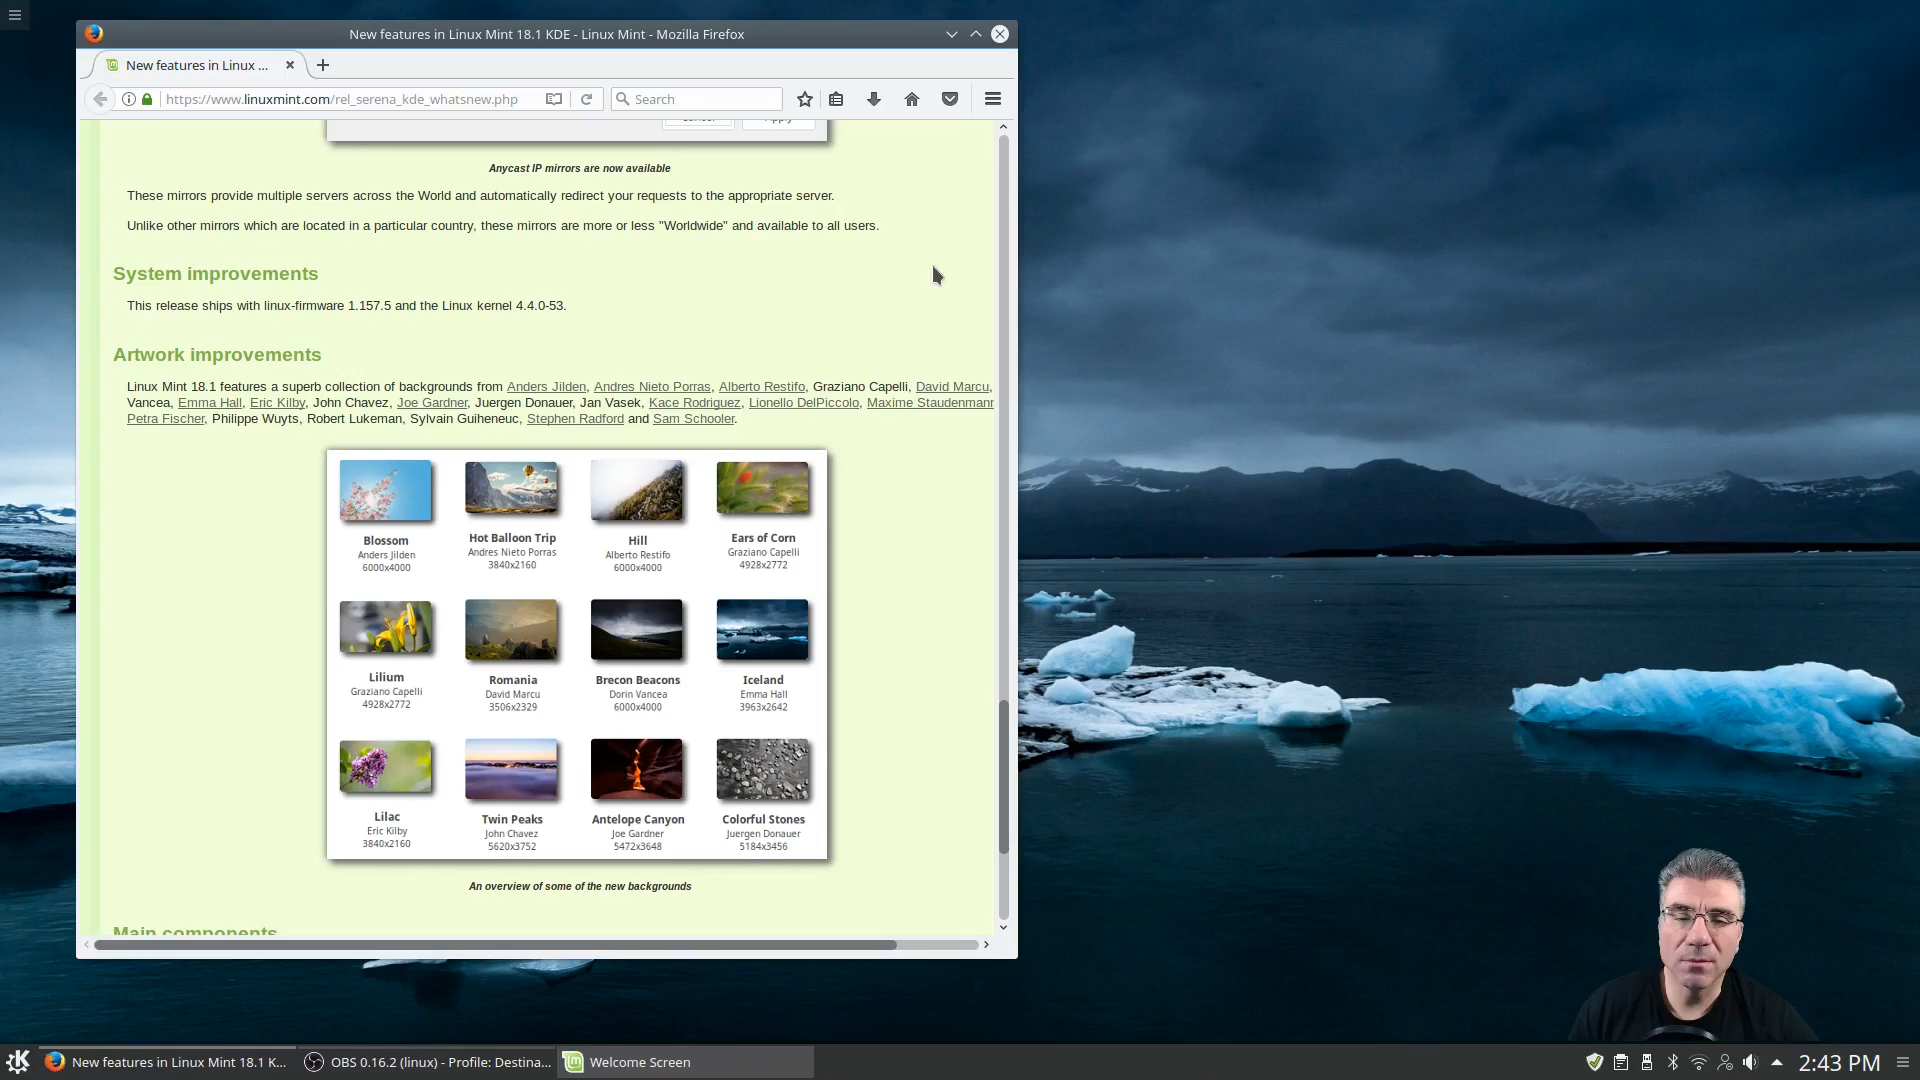 New features in Linux Mint 18.1 KDE - Linux Mint - Mozilla Firefox
New features in Linux ...
https://www.linuxmint.com/rel_serena_kde_whatsnew.php
Search
Anycast IP mirrors are now available
These mirrors provide multiple servers across the World and automatically redirect your requests to the appropriate server.
Unlike other mirrors which are located in a particular country, these mirrors are more or less "Worldwide" and available to all users.
System improvements
This release ships with linux-firmware 1.157.5 and the Linux kernel 4.4.0-53.
Artwork improvements
Linux Mint 18.1 features a superb collection of backgrounds from Anders Jilden, Andres Nieto Porras, Alberto Restifo, Graziano Capelli, David Marcu,
Vancea, Emma Hall, Eric Kilby, John Chavez, Joe Gardner, Juergen Donauer, Jan Vasek, Kace Rodriguez, Lionello DelPiccolo, Maxime Staudenmann
Petra Fischer, Philippe Wuyts, Robert Lukeman, Sylvain Guiheneuc, Stephen Radford and Sam Schooler.
Blossom
Anders Jilden
6000x4000
Hot Balloon Trip
Andres Nieto Porras
3840x2160
Hill
Alberto Restifo
6000x4000
Ears of Corn
Graziano Capelli
4928x2772
Lilium
Graziano Capelli
4928x2772
Romania
David Marcu
3506x2329
Brecon Beacons
Dorin Vancea
6000x4000
Iceland
Emma Hall
3963x2642
Lilac
Eric Kilby
3840x2160
Twin Peaks
John Chavez
5620x3752
Antelope Canyon
Joe Gardner
5472x3648
Colorful Stones
Juergen Donauer
5184x3456
An overview of some of the new backgrounds
Main components
New features in Linux Mint 18.1 K...
OBS 0.16.2 (linux) - Profile: Destina...
Welcome Screen
2:43 PM